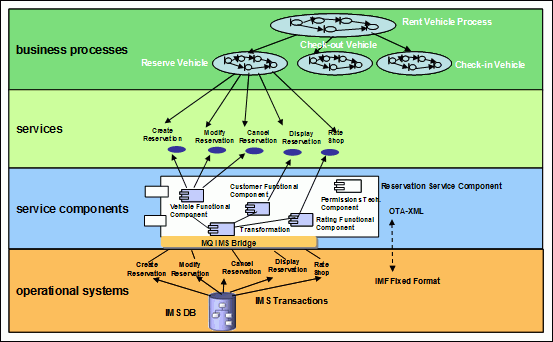 Rent Vehicle Process
business processes
Check-out Vehicle
Reserve Vehicle
Check-in Vehicle
services
Create
Reservation
Modify
Reservation
Cancel
Reservation
Display
Reservation
Rate
Shop
service components
Customer Functional
Component
Permissions Tech.
Component
Reservation Service Component
Vehicle Functional
Component
Transformation
Rating Functional
Component
OTA-XML
MQ IMS Bridge
operational systems
Create
Reservation
Modify
Reservation
Cancel
Reservation
Display
Reservation
Rate
Shop
IMF Fixed Format
IMS DB
IMS Transactions